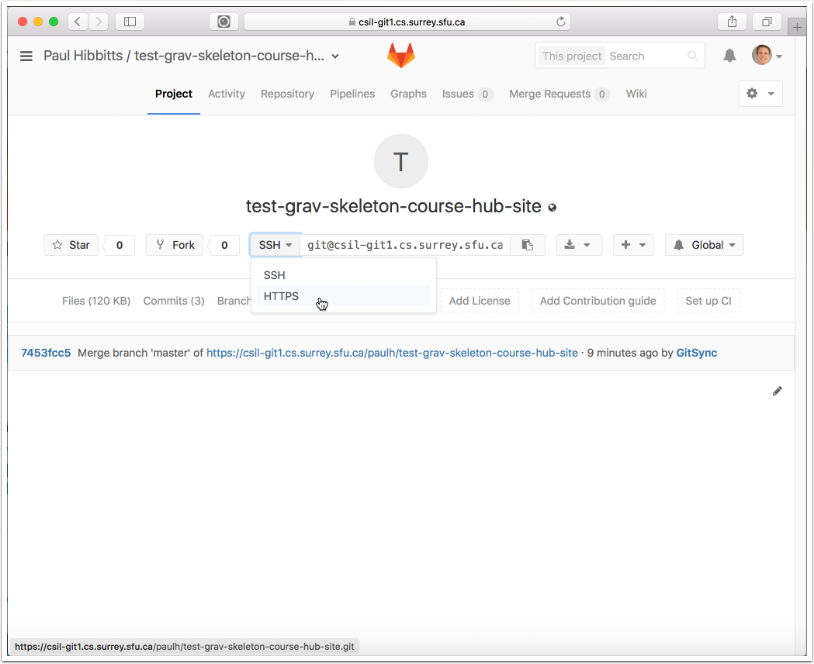 csil-git1.cs.surrey.sfu.ca
Paul Hibbitts / test-grav-skeleton-course-h...
This project Search
Project Activity Repository Pipelines Graphs Issues 0 Merge Requests 0 Wiki
T
test-grav-skeleton-course-hub-site
Star 0 Fork 0 SSH git@csil-git1.cs.surrey.sfu.ca Global
SSH
HTTPS
Files (120 KB) Commits (3) Branch Add License Add Contribution guide Set up CI
7453fcc5 Merge branch 'master' of https://csil-git1.cs.surrey.sfu.ca/paulh/test-grav-skeleton-course-hub-site · 9 minutes ago by GitSync
https://csil-git1.cs.surrey.sfu.ca/paulh/test-grav-skeleton-course-hub-site.git